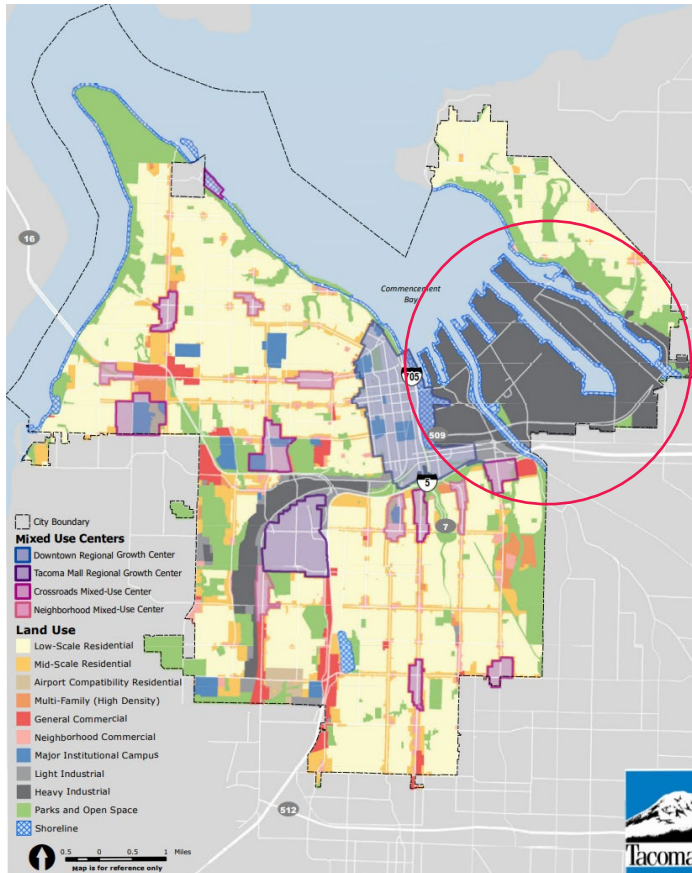 16
Commencement
Bay
705
509
5
7
City Boundary
Mixed Use Centers
Downtown Regional Growth Center
Tacoma Mall Regional Growth Center
Crossroads Mixed-Use Center
Neighborhood Mixed-Use Center
Land Use
Low-Scale Residential
Mid-Scale Residential
Airport Compatibility Residential
Multi-Family (High Density)
General Commercial
Neighborhood Commercial
Major Institutional Campus
Light Industrial
Heavy Industrial
Parks and Open Space
Shoreline
512
0.5 0 0.5 1 Miles
Map is for reference only
Tacoma